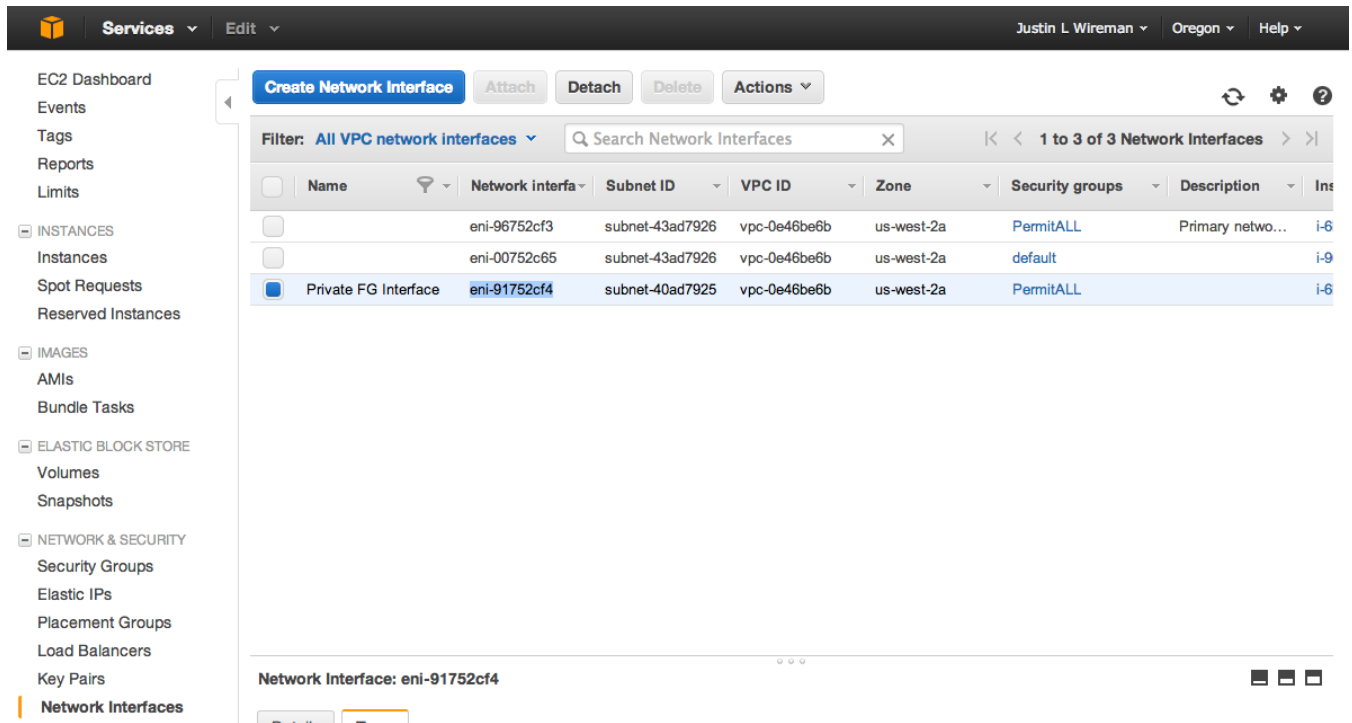 Services Edit Justin L Wireman Oregon Help
EC2 Dashboard
Events
Tags
Reports
Limits
INSTANCES
Instances
Spot Requests
Reserved Instances
IMAGES
AMIs
Bundle Tasks
ELASTIC BLOCK STORE
Volumes
Snapshots
NETWORK & SECURITY
Security Groups
Elastic IPs
Placement Groups
Load Balancers
Key Pairs
Network Interfaces
Create Network Interface Attach Detach Delete Actions
Filter: All VPC network interfaces Search Network Interfaces 1 to 3 of 3 Network Interfaces
Name Network interfa Subnet ID VPC ID Zone Security groups Description Ins
eni-96752cf3 subnet-43ad7926 vpc-0e46be6b us-west-2a PermitALL Primary netwo... i-6
eni-00752c65 subnet-43ad7926 vpc-0e46be6b us-west-2a default i-9
Private FG Interface eni-91752cf4 subnet-40ad7925 vpc-0e46be6b us-west-2a PermitALL i-6
Network Interface: eni-91752cf4